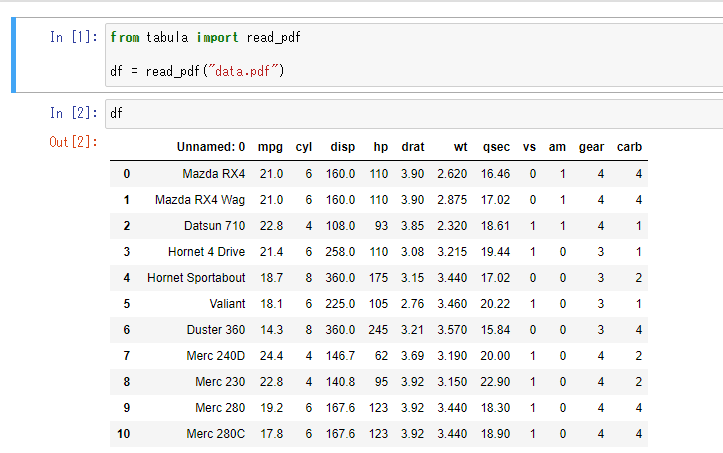 In [1]: from tabula import read_pdf
df = read_pdf("data.pdf")
In [2]: df
Out[2]:
Unnamed: 0 mpg cyl disp hp drat wt qsec vs am gear carb
0 Mazda RX4 21.0 6 160.0 110 3.90 2.620 16.46 0 1 4 4
1 Mazda RX4 Wag 21.0 6 160.0 110 3.90 2.875 17.02 0 1 4 4
2 Datsun 710 22.8 4 108.0 93 3.85 2.320 18.61 1 1 4 1
3 Hornet 4 Drive 21.4 6 258.0 110 3.08 3.215 19.44 1 0 3 1
4 Hornet Sportabout 18.7 8 360.0 175 3.15 3.440 17.02 0 0 3 2
5 Valiant 18.1 6 225.0 105 2.76 3.460 20.22 1 0 3 1
6 Duster 360 14.3 8 360.0 245 3.21 3.570 15.84 0 0 3 4
7 Merc 240D 24.4 4 146.7 62 3.69 3.190 20.00 1 0 4 2
8 Merc 230 22.8 4 140.8 95 3.92 3.150 22.90 1 0 4 2
9 Merc 280 19.2 6 167.6 123 3.92 3.440 18.30 1 0 4 4
10 Merc 280C 17.8 6 167.6 123 3.92 3.440 18.90 1 0 4 4